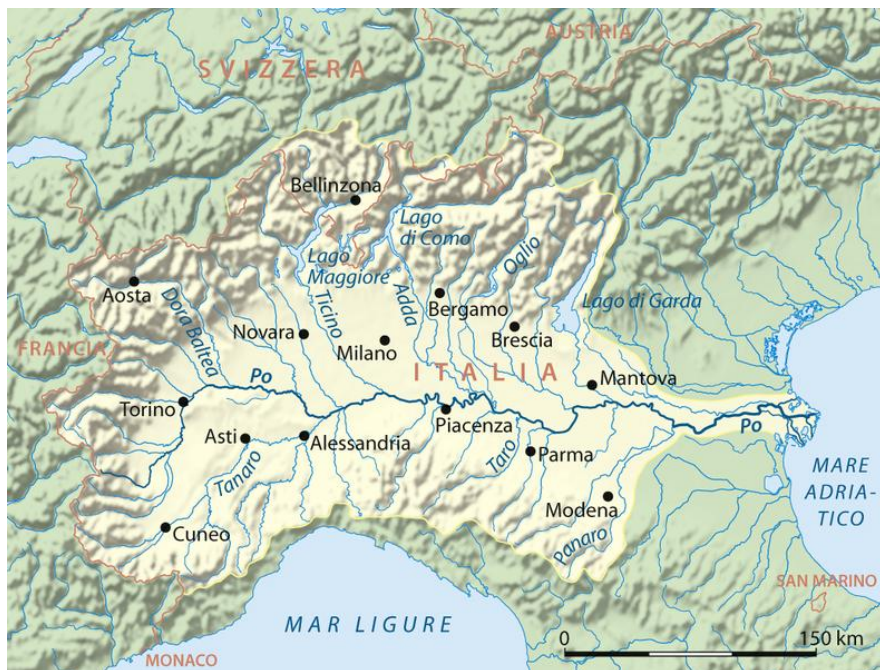 AUSTRIA
SVIZZERA
Bellinzona
Lago
di Como
Lago
Maggiore
Oglio
Aosta
Dora Baltea
Ticino
Adda
Bergamo
Lago di Garda
Novara
Milano
Brescia
FRANCIA
ITALIA
Po
Mantova
Torino
Piacenza
Asti
Alessandria
Po
Taro
Parma
Tanaro
MARE
ADRIA-
TICO
Modena
Cuneo
Panaro
SAN MARINO
MAR LIGURE
0
150 km
MONACO